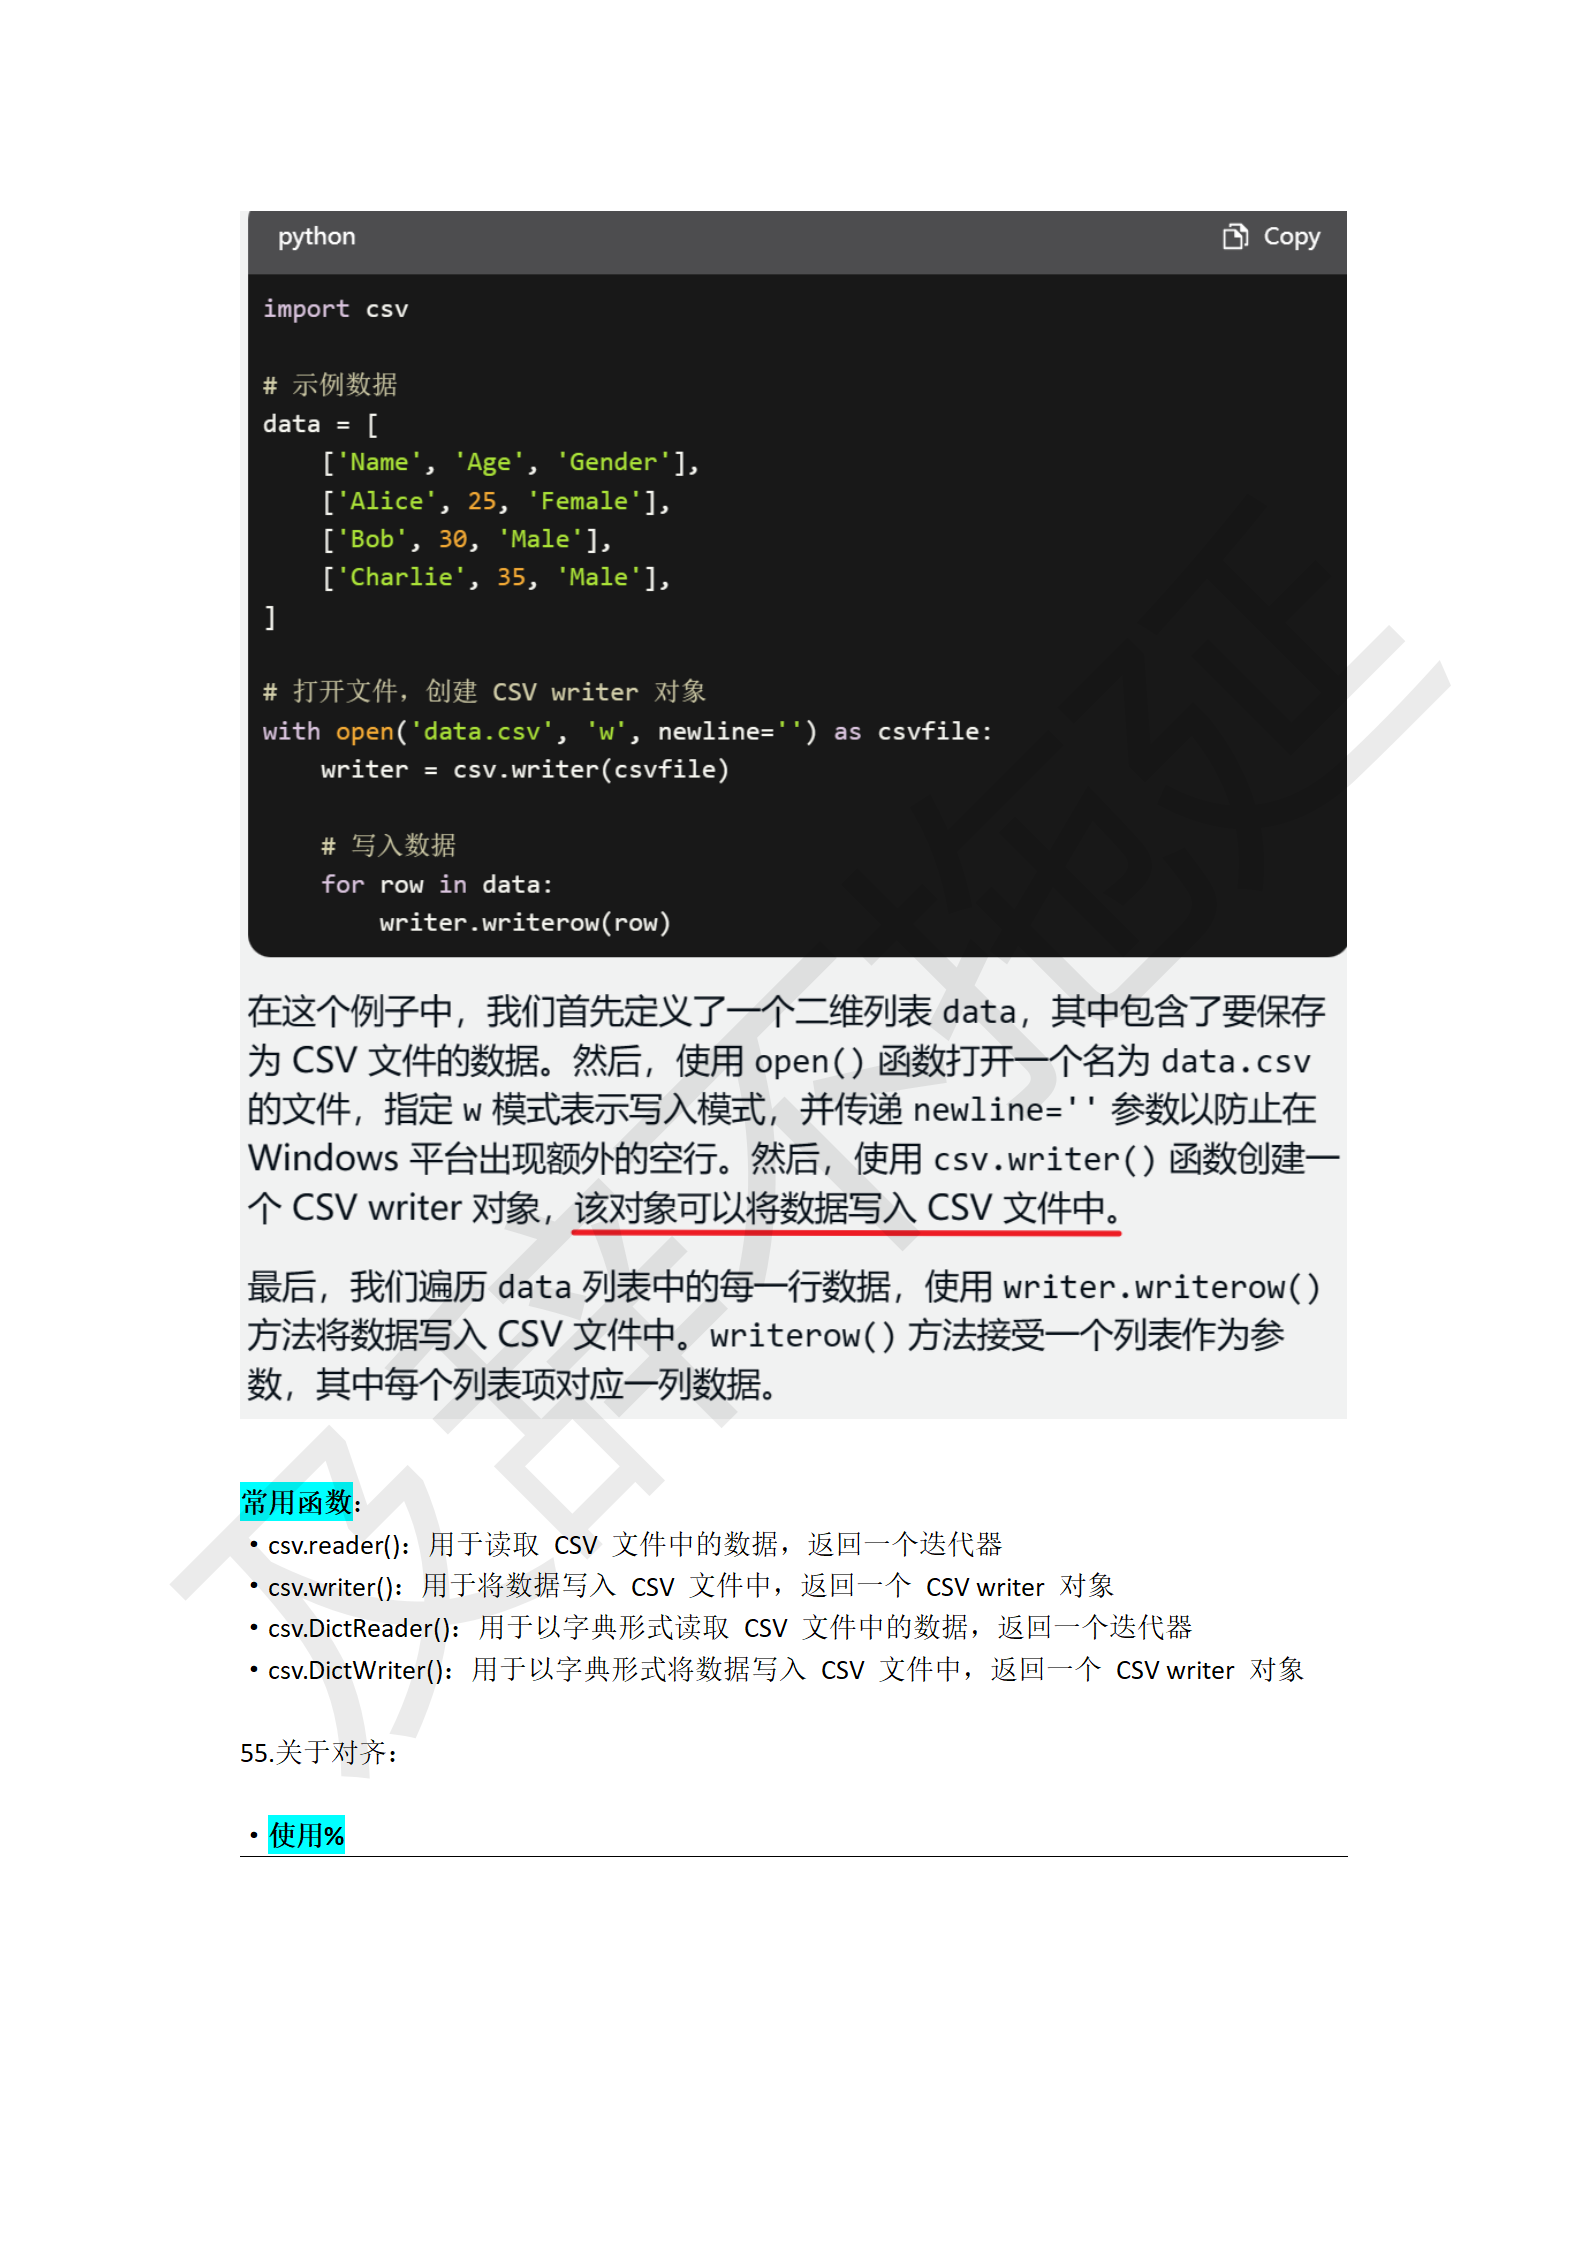 python
Copy
import csv
# 示例数据
data = [
    ['Name', 'Age', 'Gender'],
    ['Alice', 25, 'Female'],
    ['Bob', 30, 'Male'],
    ['Charlie', 35, 'Male'],
]
# 打开文件，创建 CSV writer 对象
with open('data.csv', 'w', newline='') as csvfile:
    writer = csv.writer(csvfile)
    # 写入数据
    for row in data:
        writer.writerow(row)
在这个例子中，我们首先定义了一个二维列表 data，其中包含了要保存
为 CSV 文件的数据。然后，使用 open() 函数打开一个名为 data.csv
的文件，指定 w 模式表示写入模式，并传递 newline='' 参数以防止在
Windows 平台出现额外的空行。然后，使用 csv.writer() 函数创建一
个 CSV writer 对象，该对象可以将数据写入 CSV 文件中。
最后，我们遍历 data 列表中的每一行数据，使用 writer.writerow()
方法将数据写入 CSV 文件中。writerow() 方法接受一个列表作为参
数，其中每个列表项对应一列数据。
常用函数：
• csv.reader()：用于读取 CSV 文件中的数据，返回一个迭代器
• csv.writer()：用于将数据写入 CSV 文件中，返回一个 CSV writer 对象
• csv.DictReader()：用于以字典形式读取 CSV 文件中的数据，返回一个迭代器
• csv.DictWriter()：用于以字典形式将数据写入 CSV 文件中，返回一个 CSV writer 对象
55.关于对齐：
• 使用%
及辞不拖延